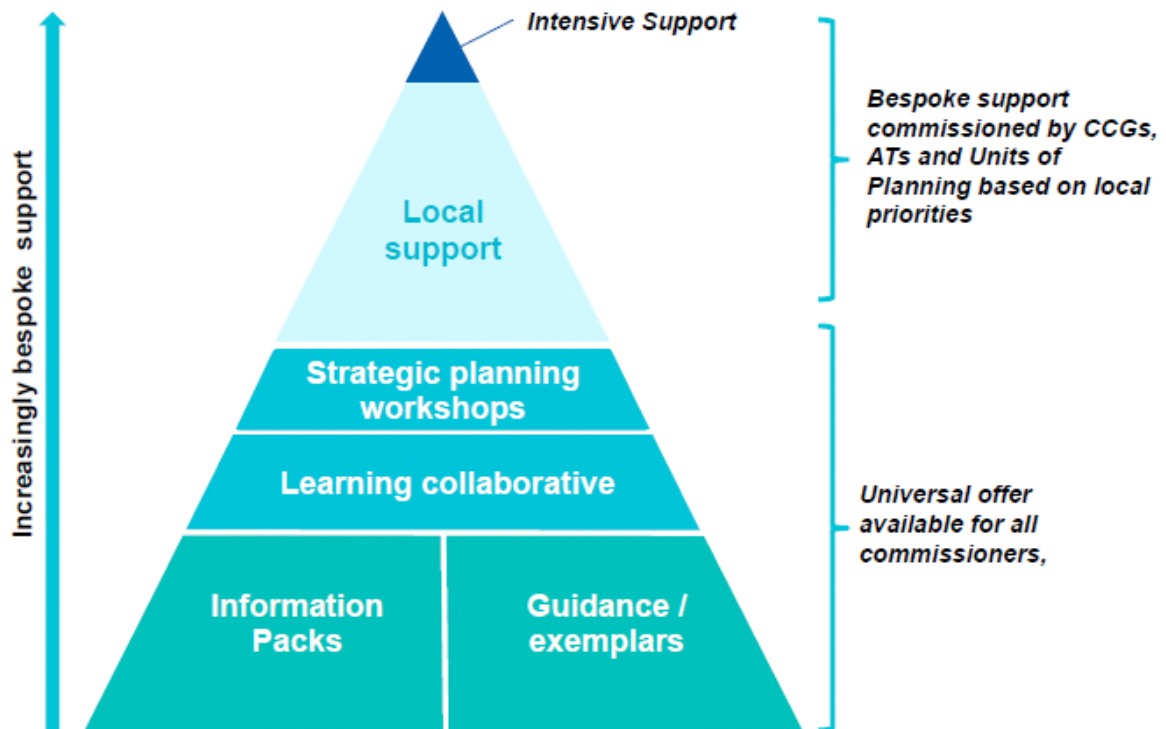 Increasingly bespoke support
Intensive Support
Bespoke support
commissioned by CCGs,
ATs and Units of
Planning based on local
priorities
Local
support
Strategic planning
workshops
Learning collaborative
Universal offer
available for all
commissioners,
Information
Packs
Guidance /
exemplars